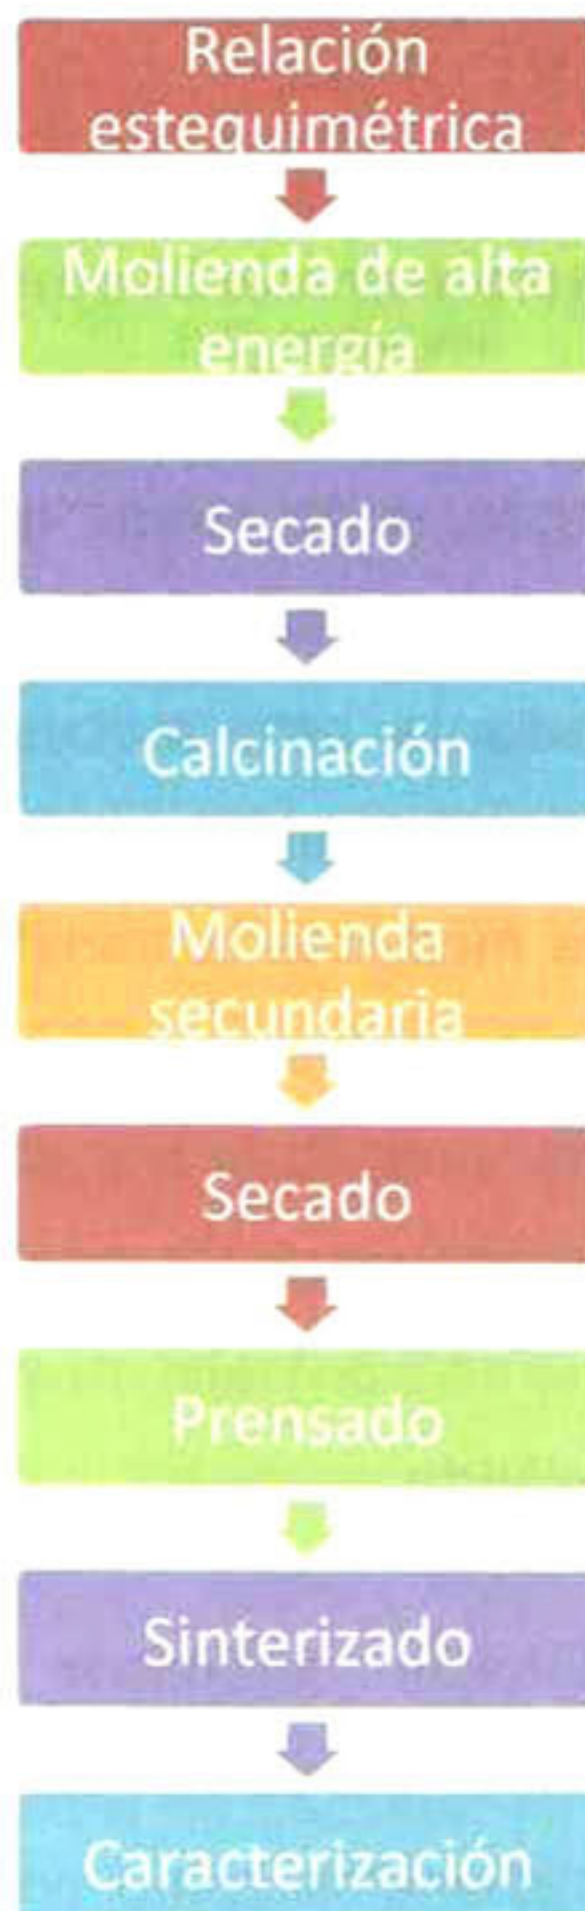 Relación
estequimétrica
Molienda de alta
energía
Secado
Calcinación
Molienda
secundaria
Secado
Prensado
Sinterizado
Caracterización